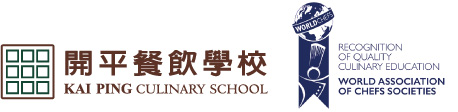 開平餐飲學校
KAI PING CULINARY SCHOOL
WORLDCHEFS
RECOGNITION
OF QUALITY
CULINARY EDUCATION
WORLD ASSOCIATION
OF CHEFS SOCIETIES